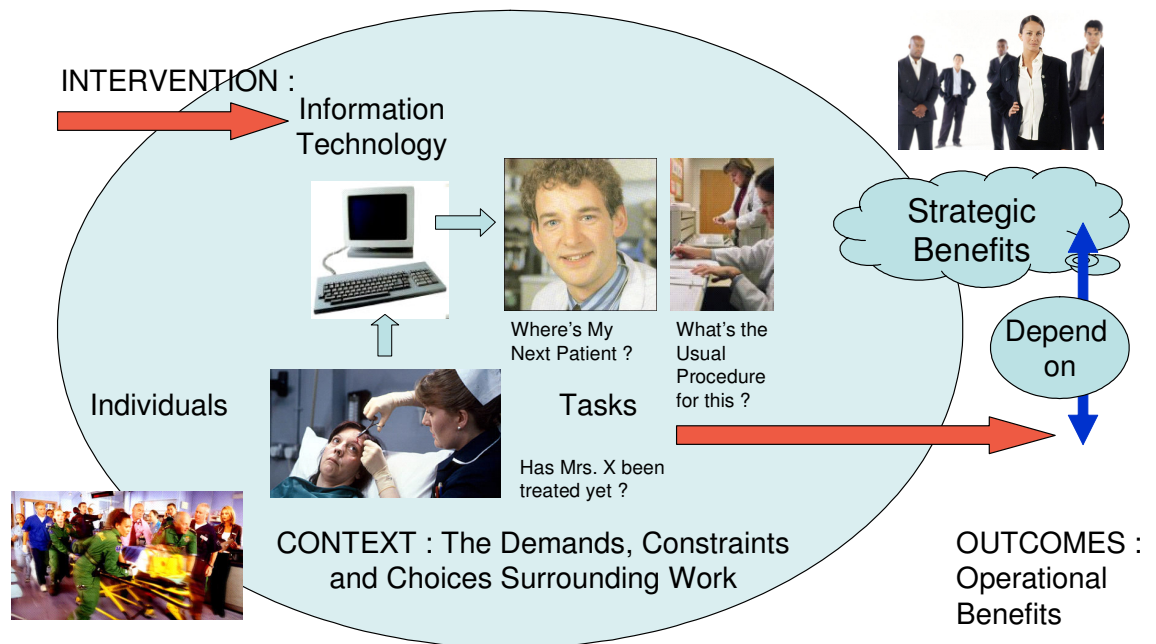 INTERVENTION :
Information
Technology
Strategic
Benefits
Where's My
Next Patient ?
What's the
Usual
Procedure
for this ?
Depend
on
Individuals
Tasks
Has Mrs. X been
treated yet ?
CONTEXT : The Demands, Constraints
and Choices Surrounding Work
OUTCOMES :
Operational
Benefits